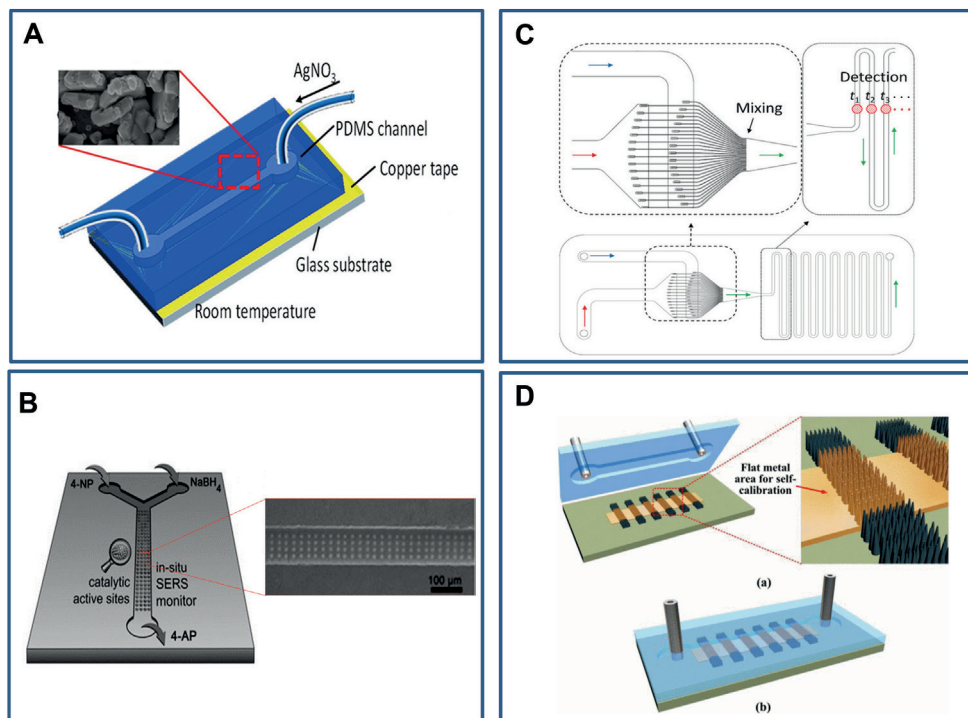 A
AgNO3
PDMS channel
Copper tape
Glass substrate
Room temperature
B
4-NP
NaBH4
catalytic
active sites
in-situ
SERS
monitor
4-AP
100 μm
C
Mixing
Detection
t1 t2 t3 . . . .
D
Flat metal
area for self-
calibration
(a)
(b)